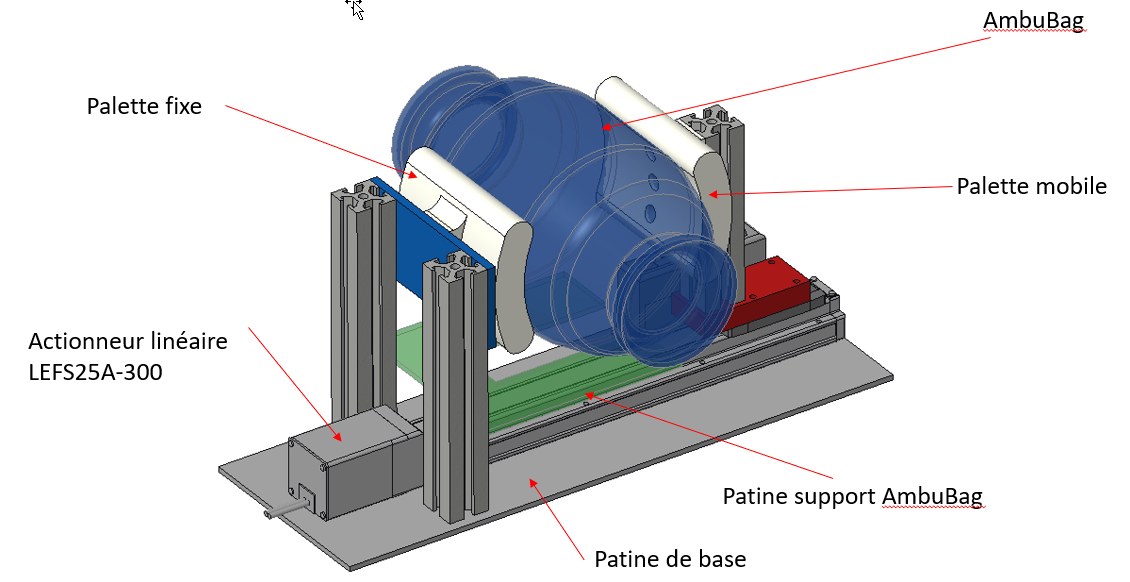 AmbuBag
Palette fixe
Palette mobile
Actionneur linéaire
LEFS25A-300
Patine support AmbuBag
Patine de base